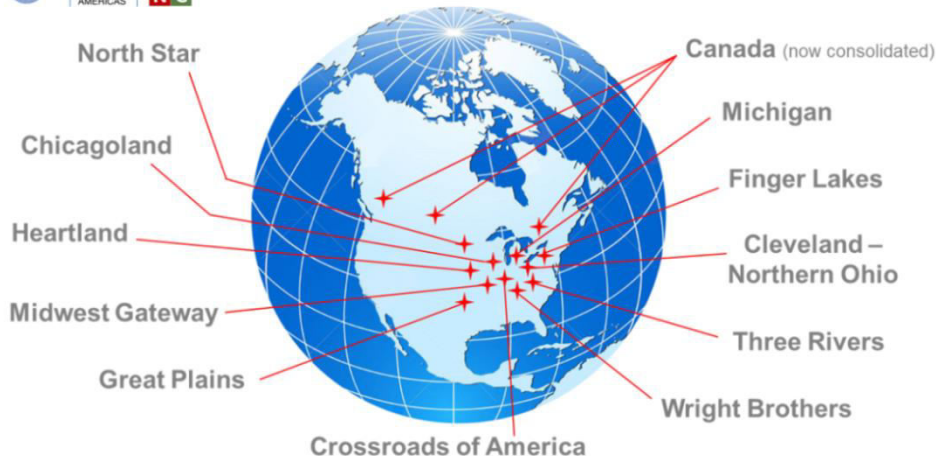 AMERICAS
North Star
Canada (now consolidated)
Chicagoland
Michigan
Finger Lakes
Heartland
Cleveland –
Northern Ohio
Midwest Gateway
Three Rivers
Great Plains
Wright Brothers
Crossroads of America